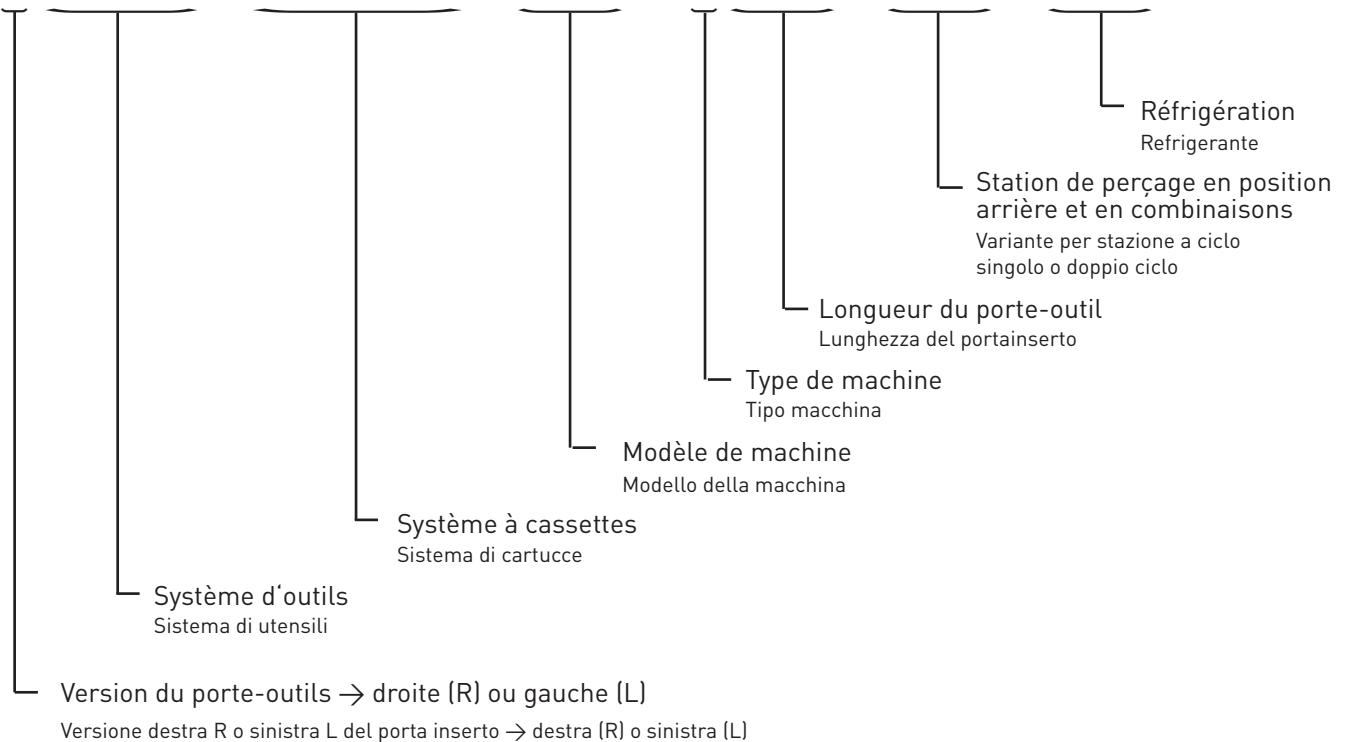 Réfrigération
Refrigerante
Station de perçage en position
arrière et en combinaisons
Variante per stazione a ciclo
singolo o doppio ciclo
Longueur du porte-outil
Lunghezza del portainserto
Type de machine
Tipo macchina
Modèle de machine
Modello della macchina
Système à cassettes
Sistema di cartucce
Système d‘outils
Sistema di utensili
Version du porte-outils → droite (R) ou gauche (L)
Versione destra R o sinistra L del porta inserto → destra (R) o sinistra (L)